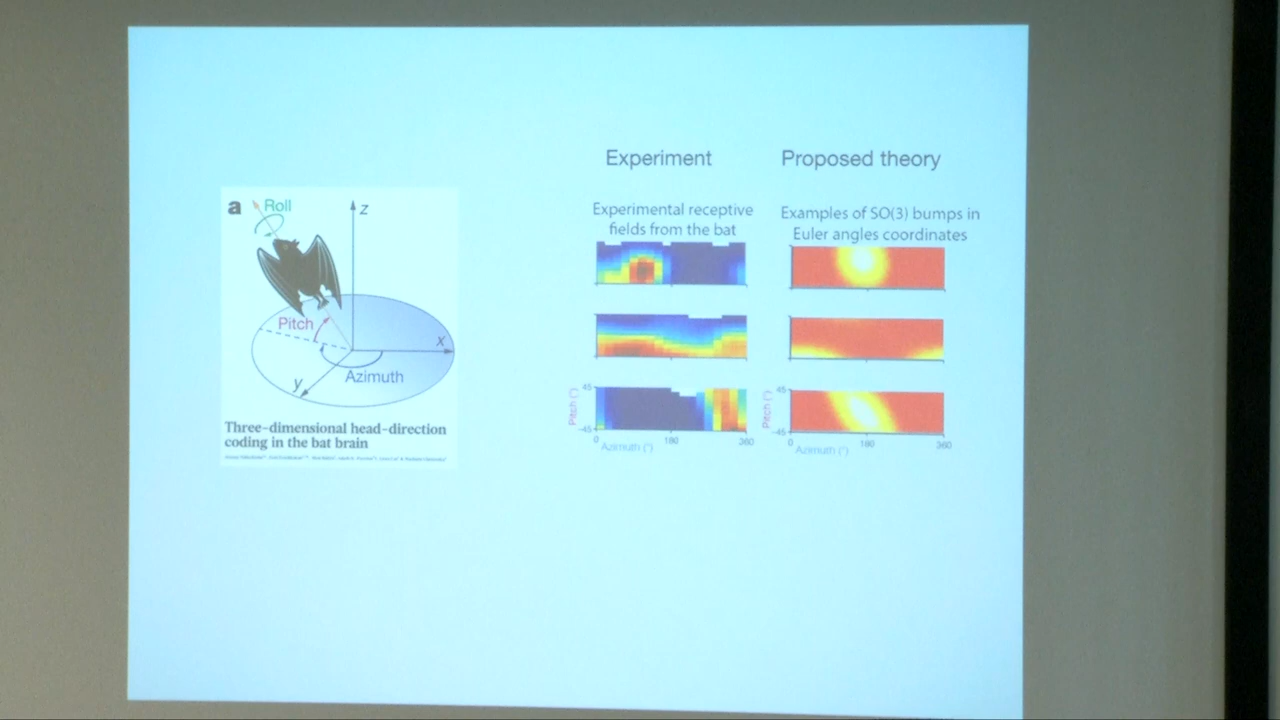 a
Roll
z
Pitch
x
y
Azimuth
Three-dimensional head-direction
coding in the bat brain
Experiment
Experimental receptive
fields from the bat
45
Pitch (°)
-45
0
180
360
Azimuth (°)
Proposed theory
Examples of SO(3) bumps in
Euler angles coordinates
45
Pitch (°)
-45
0
180
360
Azimuth (°)